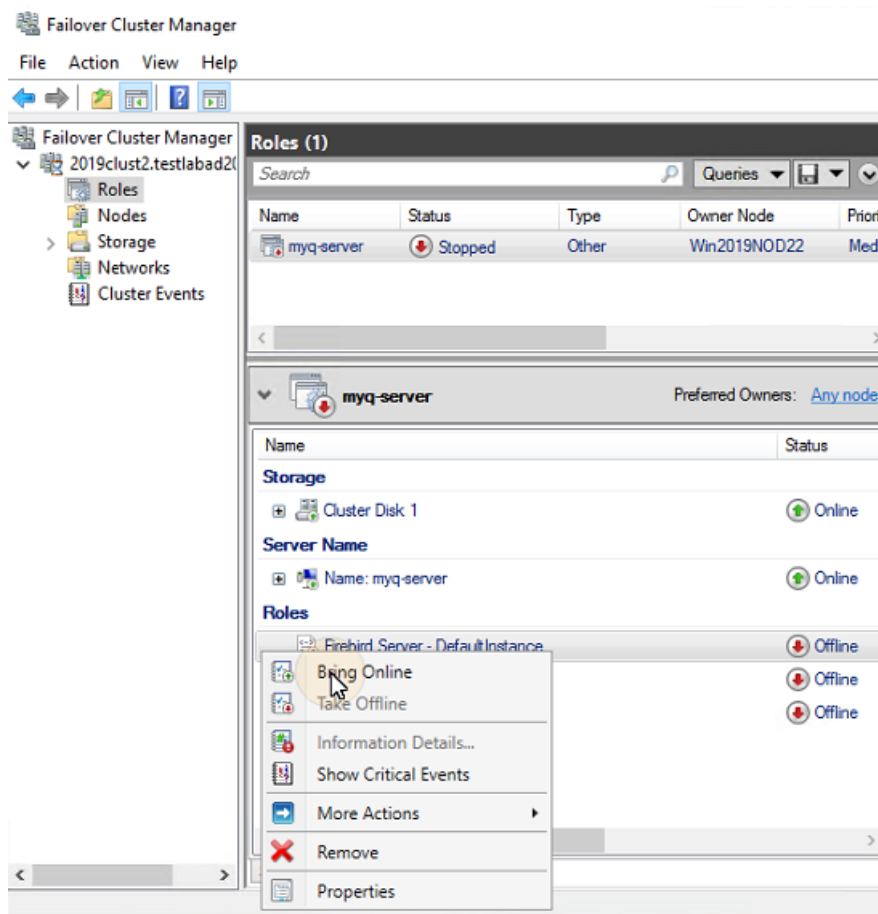 Failover Cluster Manager
File Action View Help
Failover Cluster Manager
2019clust2.testlabad20
Roles
Nodes
Storage
Networks
Cluster Events
Roles (1)
Search
Queries
Name Status Type Owner Node Prior
myq-server Stopped Other Win2019NOD22 Med
myq-server Preferred Owners: Any node
Name Status
Storage
Cluster Disk 1 Online
Server Name
Name: myq-server Online
Roles
Firebird Server - DefaultInstance Offline
Offline
Offline
Bring Online
Take Offline
Information Details...
Show Critical Events
More Actions
Remove
Properties